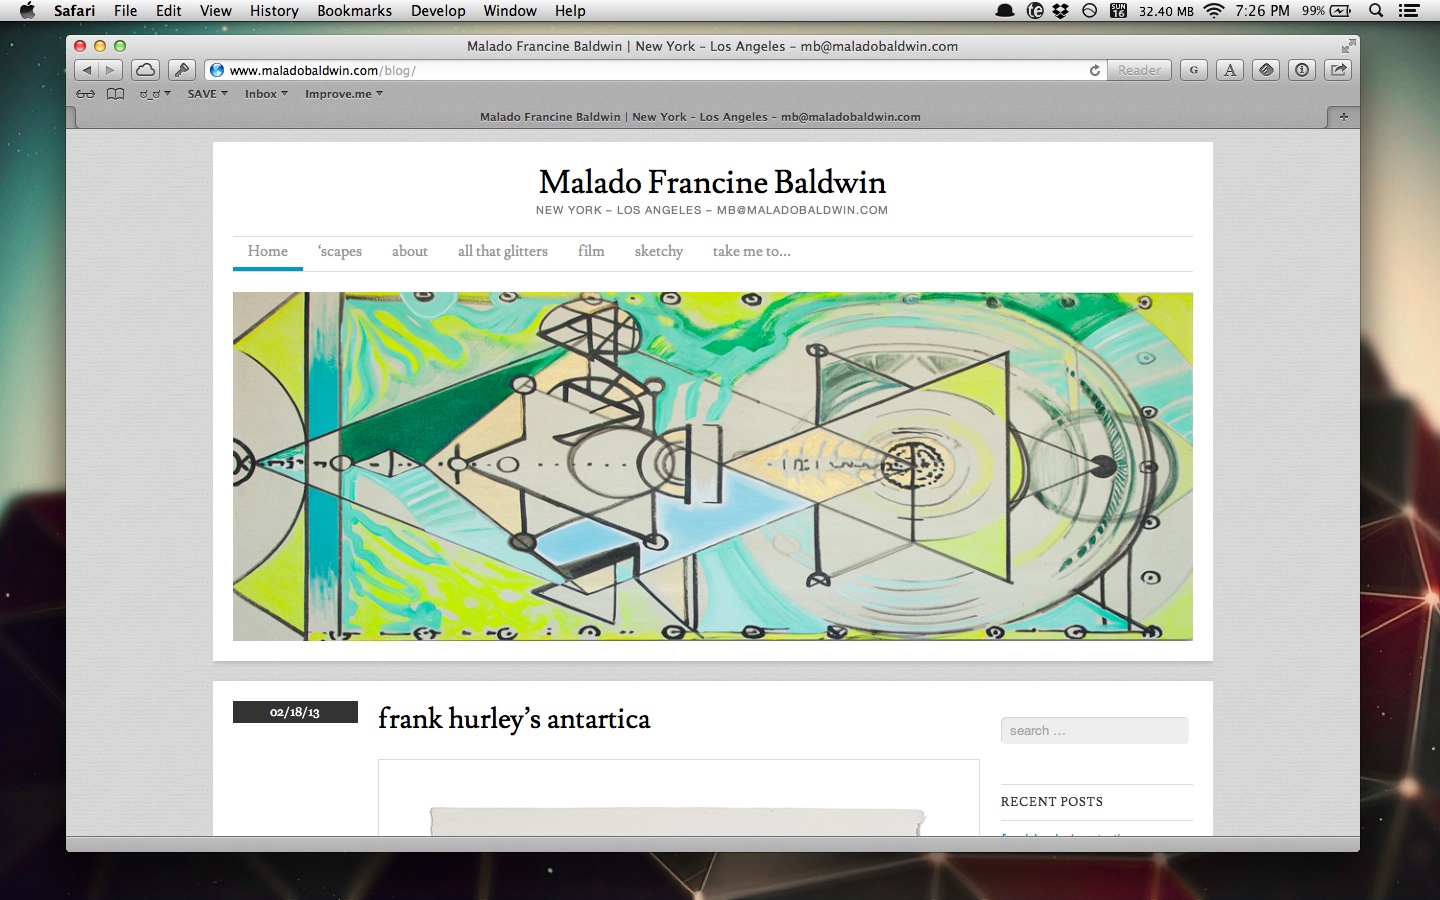 Safari File Edit View History Bookmarks Develop Window Help
SUN 16 32.40 MB 7:26 PM 99%
Malado Francine Baldwin | New York – Los Angeles – mb@maladobaldwin.com
www.maladobaldwin.com/blog/
Reader
G A
ಠ_ಠ SAVE Inbox Improve.me
Malado Francine Baldwin | New York – Los Angeles – mb@maladobaldwin.com
Malado Francine Baldwin
NEW YORK – LOS ANGELES – MB@MALADOBALDWIN.COM
Home ‘scapes about all that glitters film sketchy take me to...
02/18/13
frank hurley’s antartica
search ...
RECENT POSTS